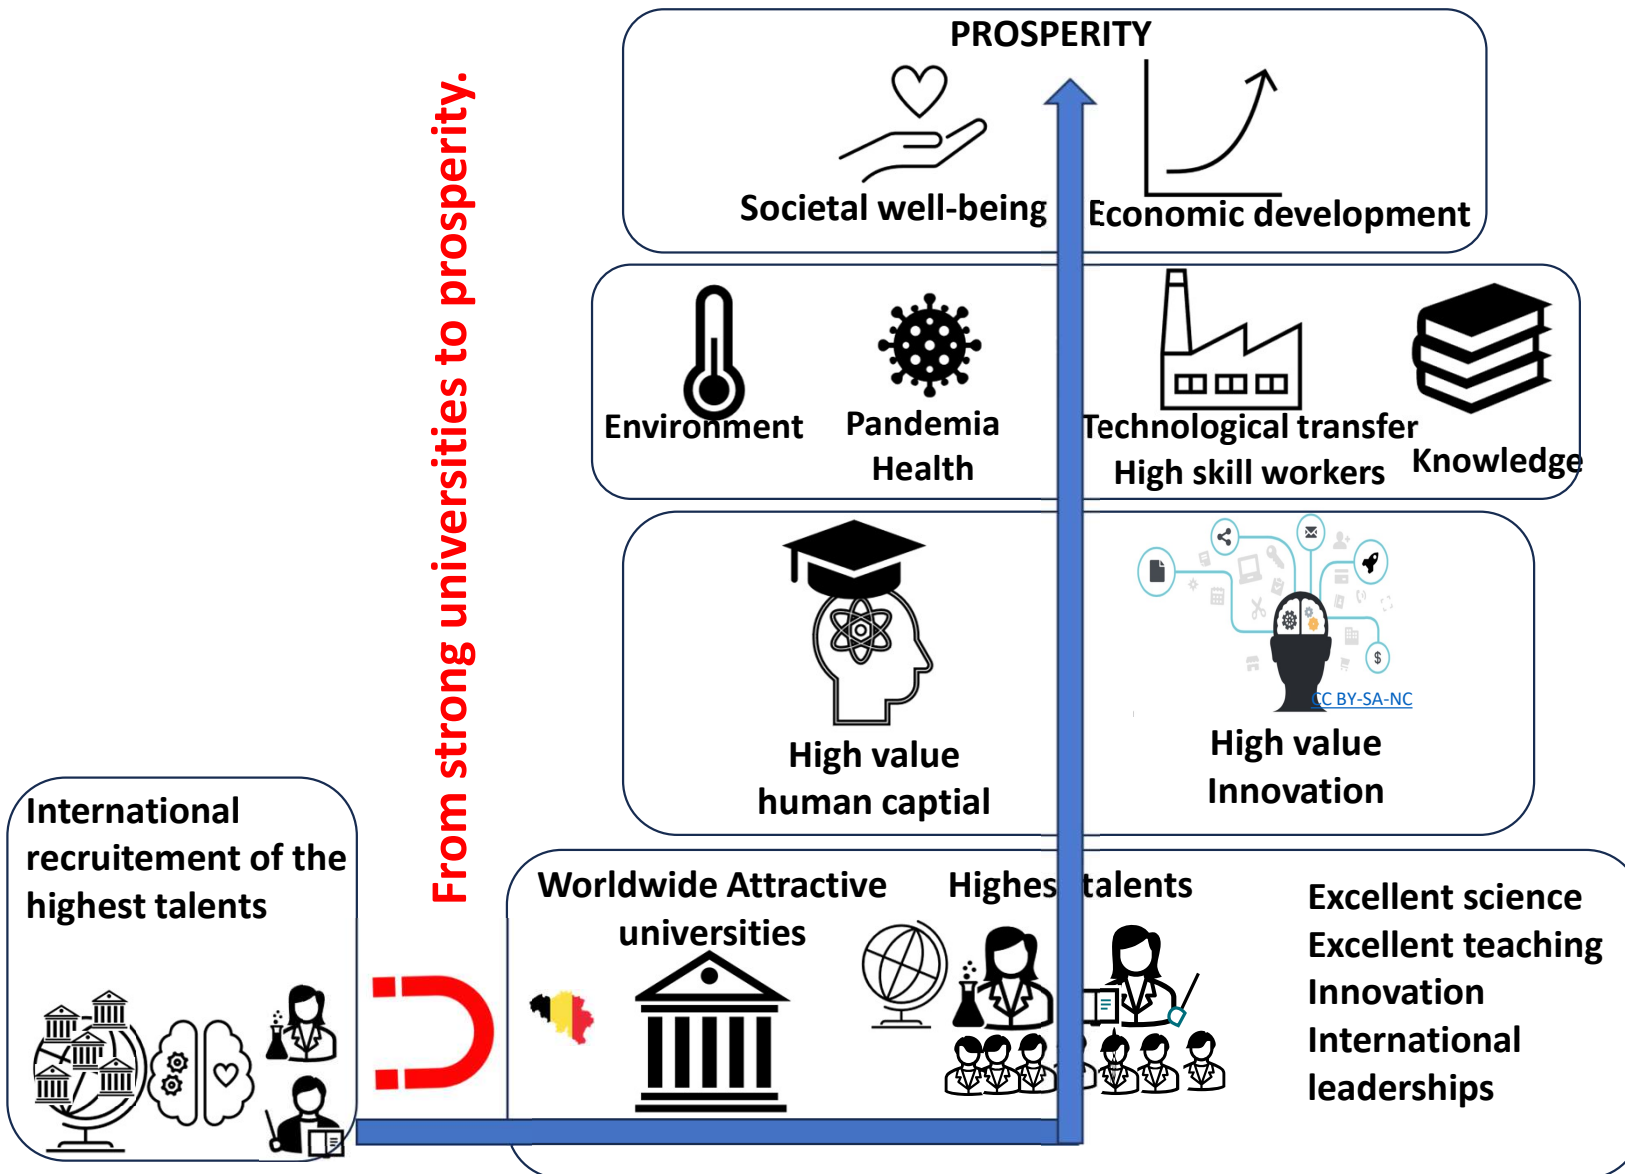 PROSPERITY
Societal well-being
Economic development
From strong universities to prosperity.
Environment
Pandemia
Health
Technological transfer
High skill workers
Knowledge
CC BY-SA-NC
$
High value
human captial
High value
Innovation
International
recruitement of the
highest talents
Worldwide Attractive
universities
Highest talents
Excellent science
Excellent teaching
Innovation
International
leaderships